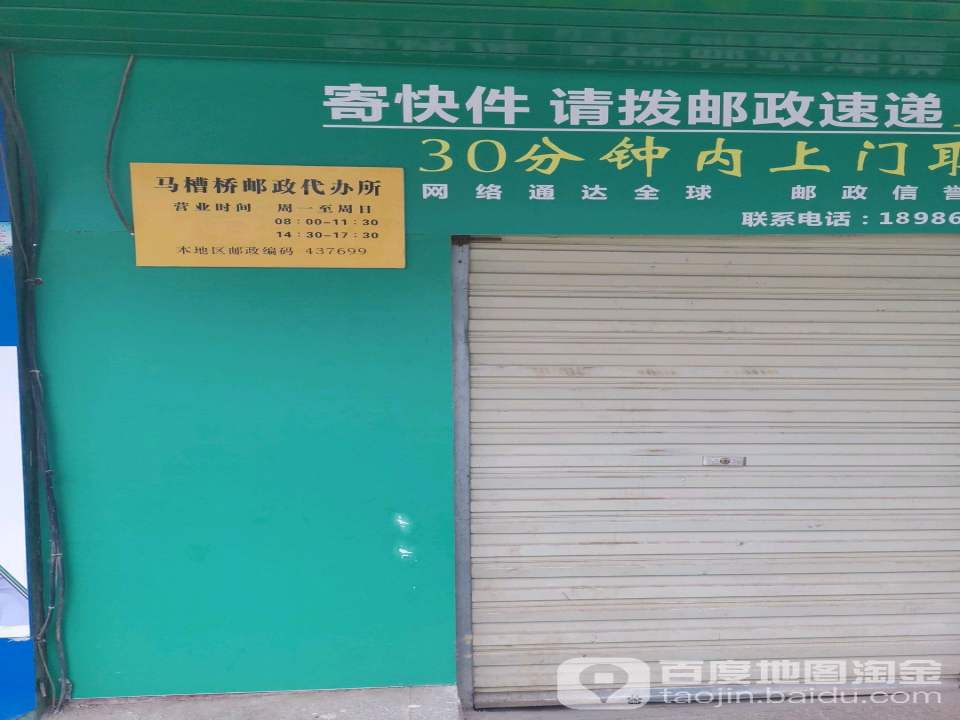 寄快件 请拨邮政速递
30分钟内上门取
网络通达全球 邮政信誉
联系电话：18986
马槽桥邮政代办所
营业时间 周一至周日
08：00-11：30
14：30-17：30
本地区邮政编码 437699
百度地图淘金
taojin.baidu.com